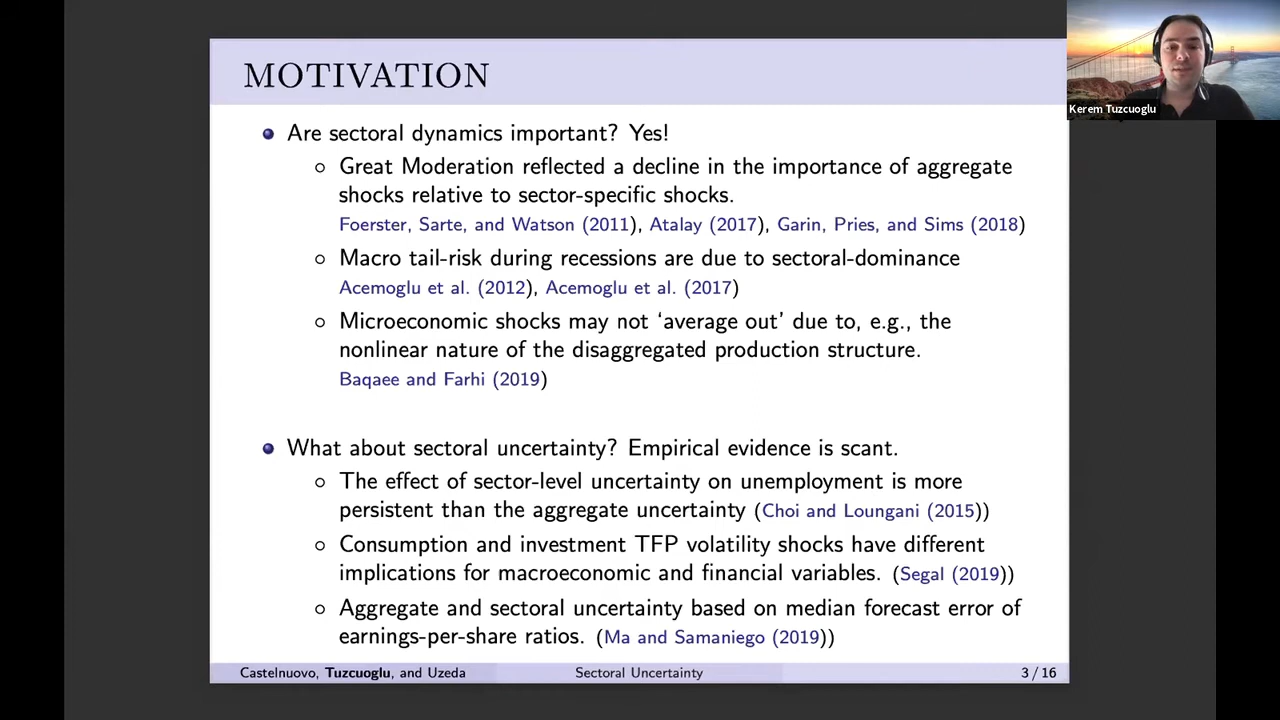 MOTIVATION
Kerem Tuzcuoglu
Are sectoral dynamics important? Yes!
Great Moderation reflected a decline in the importance of aggregate
shocks relative to sector-specific shocks.
Foerster, Sarte, and Watson (2011), Atalay (2017), Garin, Pries, and Sims (2018)
Macro tail-risk during recessions are due to sectoral-dominance
Acemoglu et al. (2012), Acemoglu et al. (2017)
Microeconomic shocks may not ‘average out’ due to, e.g., the
nonlinear nature of the disaggregated production structure.
Baqaee and Farhi (2019)
What about sectoral uncertainty? Empirical evidence is scant.
The effect of sector-level uncertainty on unemployment is more
persistent than the aggregate uncertainty (Choi and Loungani (2015))
Consumption and investment TFP volatility shocks have different
implications for macroeconomic and financial variables. (Segal (2019))
Aggregate and sectoral uncertainty based on median forecast error of
earnings-per-share ratios. (Ma and Samaniego (2019))
Castelnuovo, Tuzcuoglu, and Uzeda Sectoral Uncertainty 3 / 16